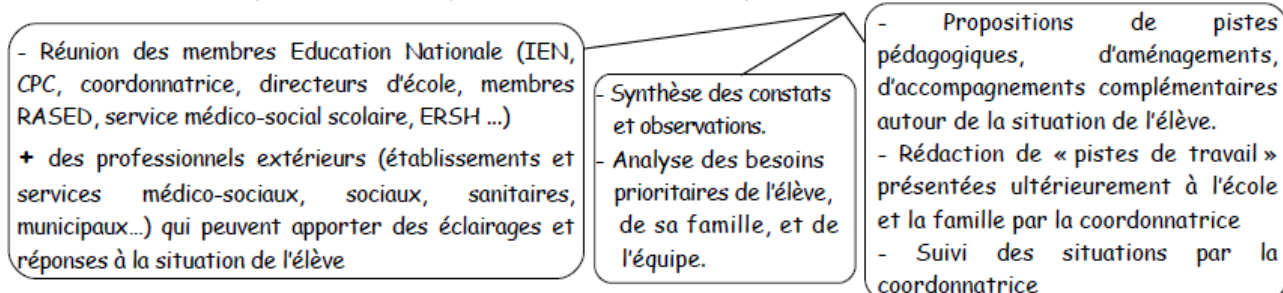 - Réunion des membres Education Nationale (IEN,
CPC, coordonnatrice, directeurs d'école, membres
RASED, service médico-social scolaire, ERSH ...)
+ des professionnels extérieurs (établissements et
services médico-sociaux, sociaux, sanitaires,
municipaux...) qui peuvent apporter des éclairages et
réponses à la situation de l'élève
- Synthèse des constats
et observations.
- Analyse des besoins
prioritaires de l'élève,
de sa famille, et de
l'équipe.
- Propositions de pistes
pédagogiques, d'aménagements,
d'accompagnements complémentaires
autour de la situation de l'élève.
- Rédaction de « pistes de travail »
présentées ultérieurement à l'école
et la famille par la coordonnatrice
- Suivi des situations par la
coordonnatrice